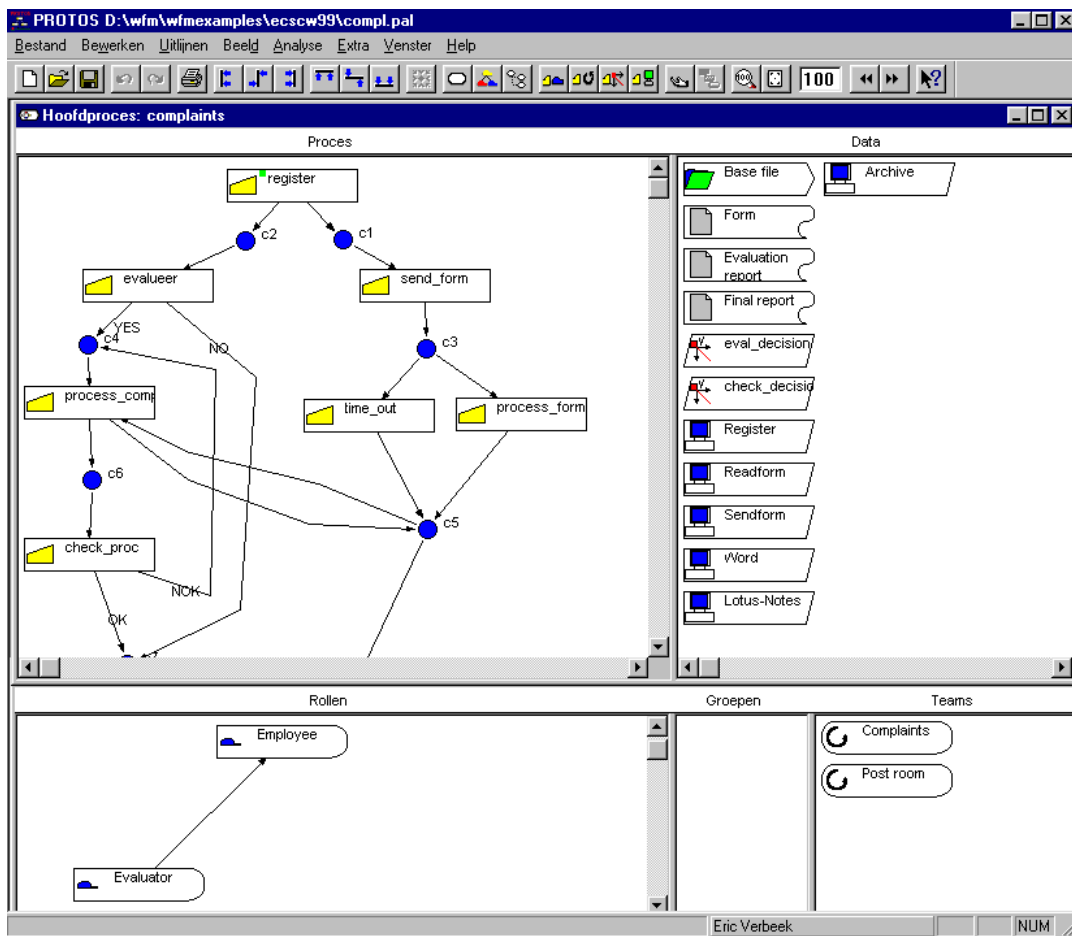 PROTOS D:\wfm\wfmexamples\ecscw99\compl.pal
Bestand Bewerken Uitlijnen Beeld Analyse Extra Venster Help
100
Hoofdproces: complaints
Proces
Data
register
c2
c1
evalueer
send_form
YES
c4
NO
c3
process_comp
time_out
process_form
c6
c5
check_proc
NOK
OK
Base file
Archive
Form
Evaluation
report
Final report
eval_decision
check_decisio
Register
Readform
Sendform
Word
Lotus-Notes
Rollen
Groepen
Teams
Employee
Evaluator
Complaints
Post room
Eric Verbeek
NUM